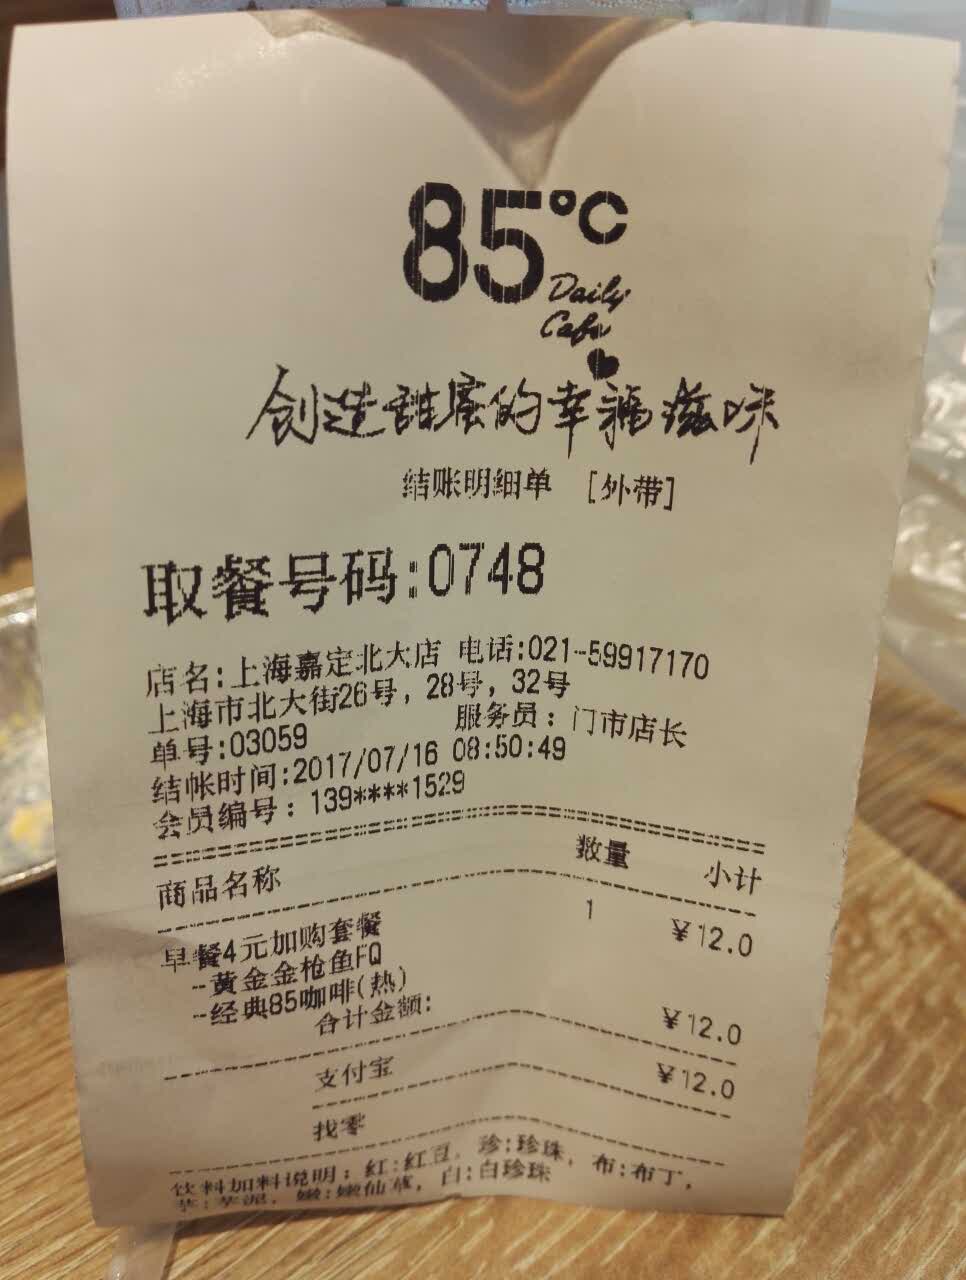 85℃
Daily
Cafe
创造甜蜜的幸福滋味
结账明细单 [外带]
取餐号码:0748
店名:上海嘉定北大店 电话:021-59917170
上海市北大街26号, 28号, 32号
单号:03059 服务员: 门市店长
结帐时间:2017/07/16 08:50:49
会员编号: 139****1529
商品名称 数量 小计
早餐4元加购套餐 1 ¥12.0
--黄金金枪鱼FQ
--经典85咖啡(热)
合计金额: ¥12.0
支付宝 ¥12.0
找零
饮料加料说明: 红:红豆, 珍:珍珠, 布:布丁,
芋:芋泥, 嫩:嫩仙草, 白:白珍珠